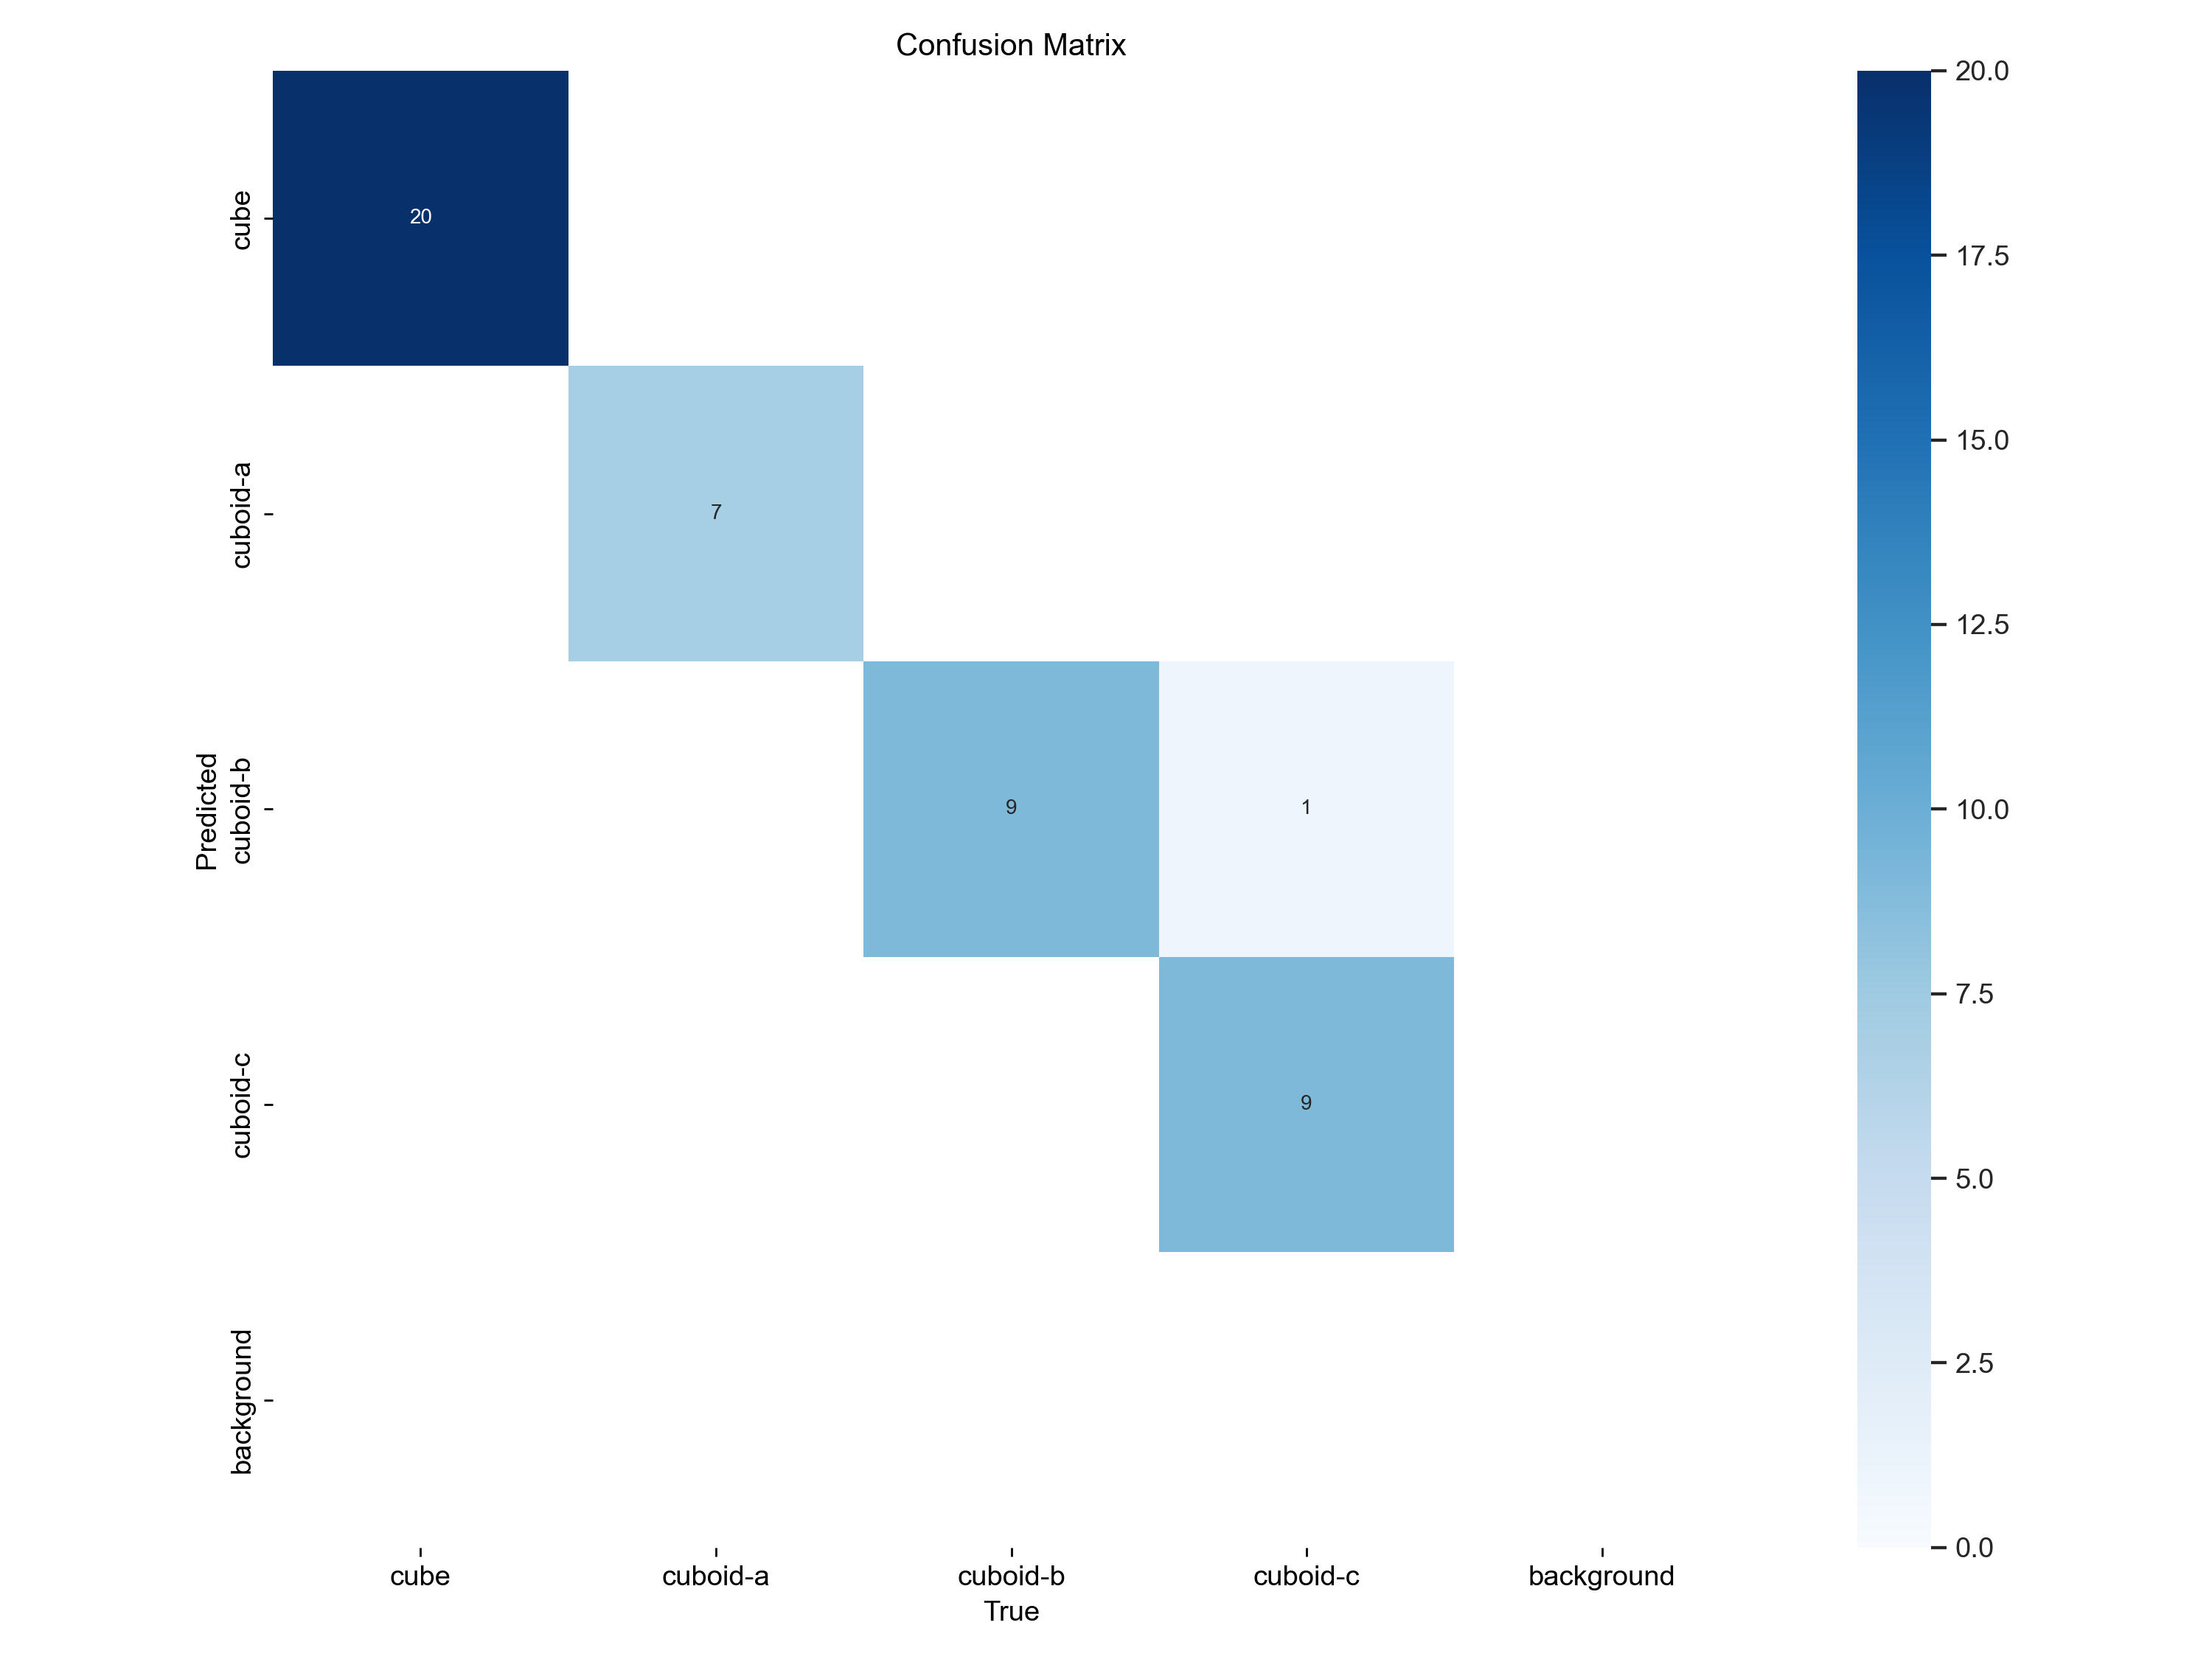 Confusion Matrix
Predicted
cube
20
cuboid-a
7
cuboid-b
9
1
cuboid-c
9
background
cube
cuboid-a
cuboid-b
cuboid-c
background
True
20.0
17.5
15.0
12.5
10.0
7.5
5.0
2.5
0.0